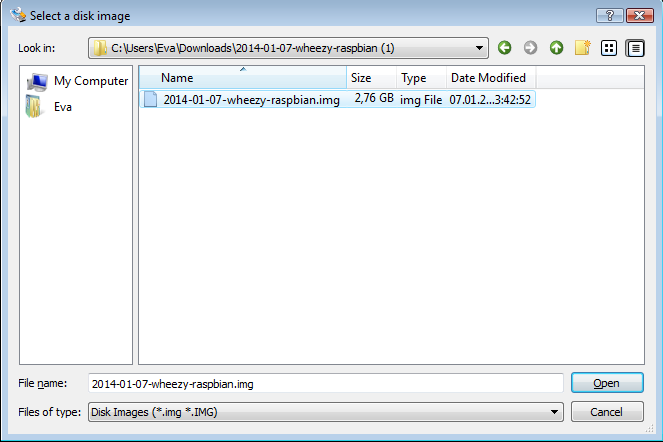 Select a disk image
Look in: C:\Users\Eva\Downloads\2014-01-07-wheezy-raspbian (1)
My Computer
Eva
Name Size Type Date Modified
2014-01-07-wheezy-raspbian.img 2,76 GB img File 07.01.2...3:42:52
File name: 2014-01-07-wheezy-raspbian.img Open
Files of type: Disk Images (*.img *.IMG) Cancel